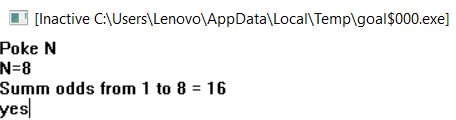 [Inactive C:\Users\Lenovo\AppData\Local\Temp\goal$000.exe]
Poke N
N=8
Summ odds from 1 to 8 = 16
yes